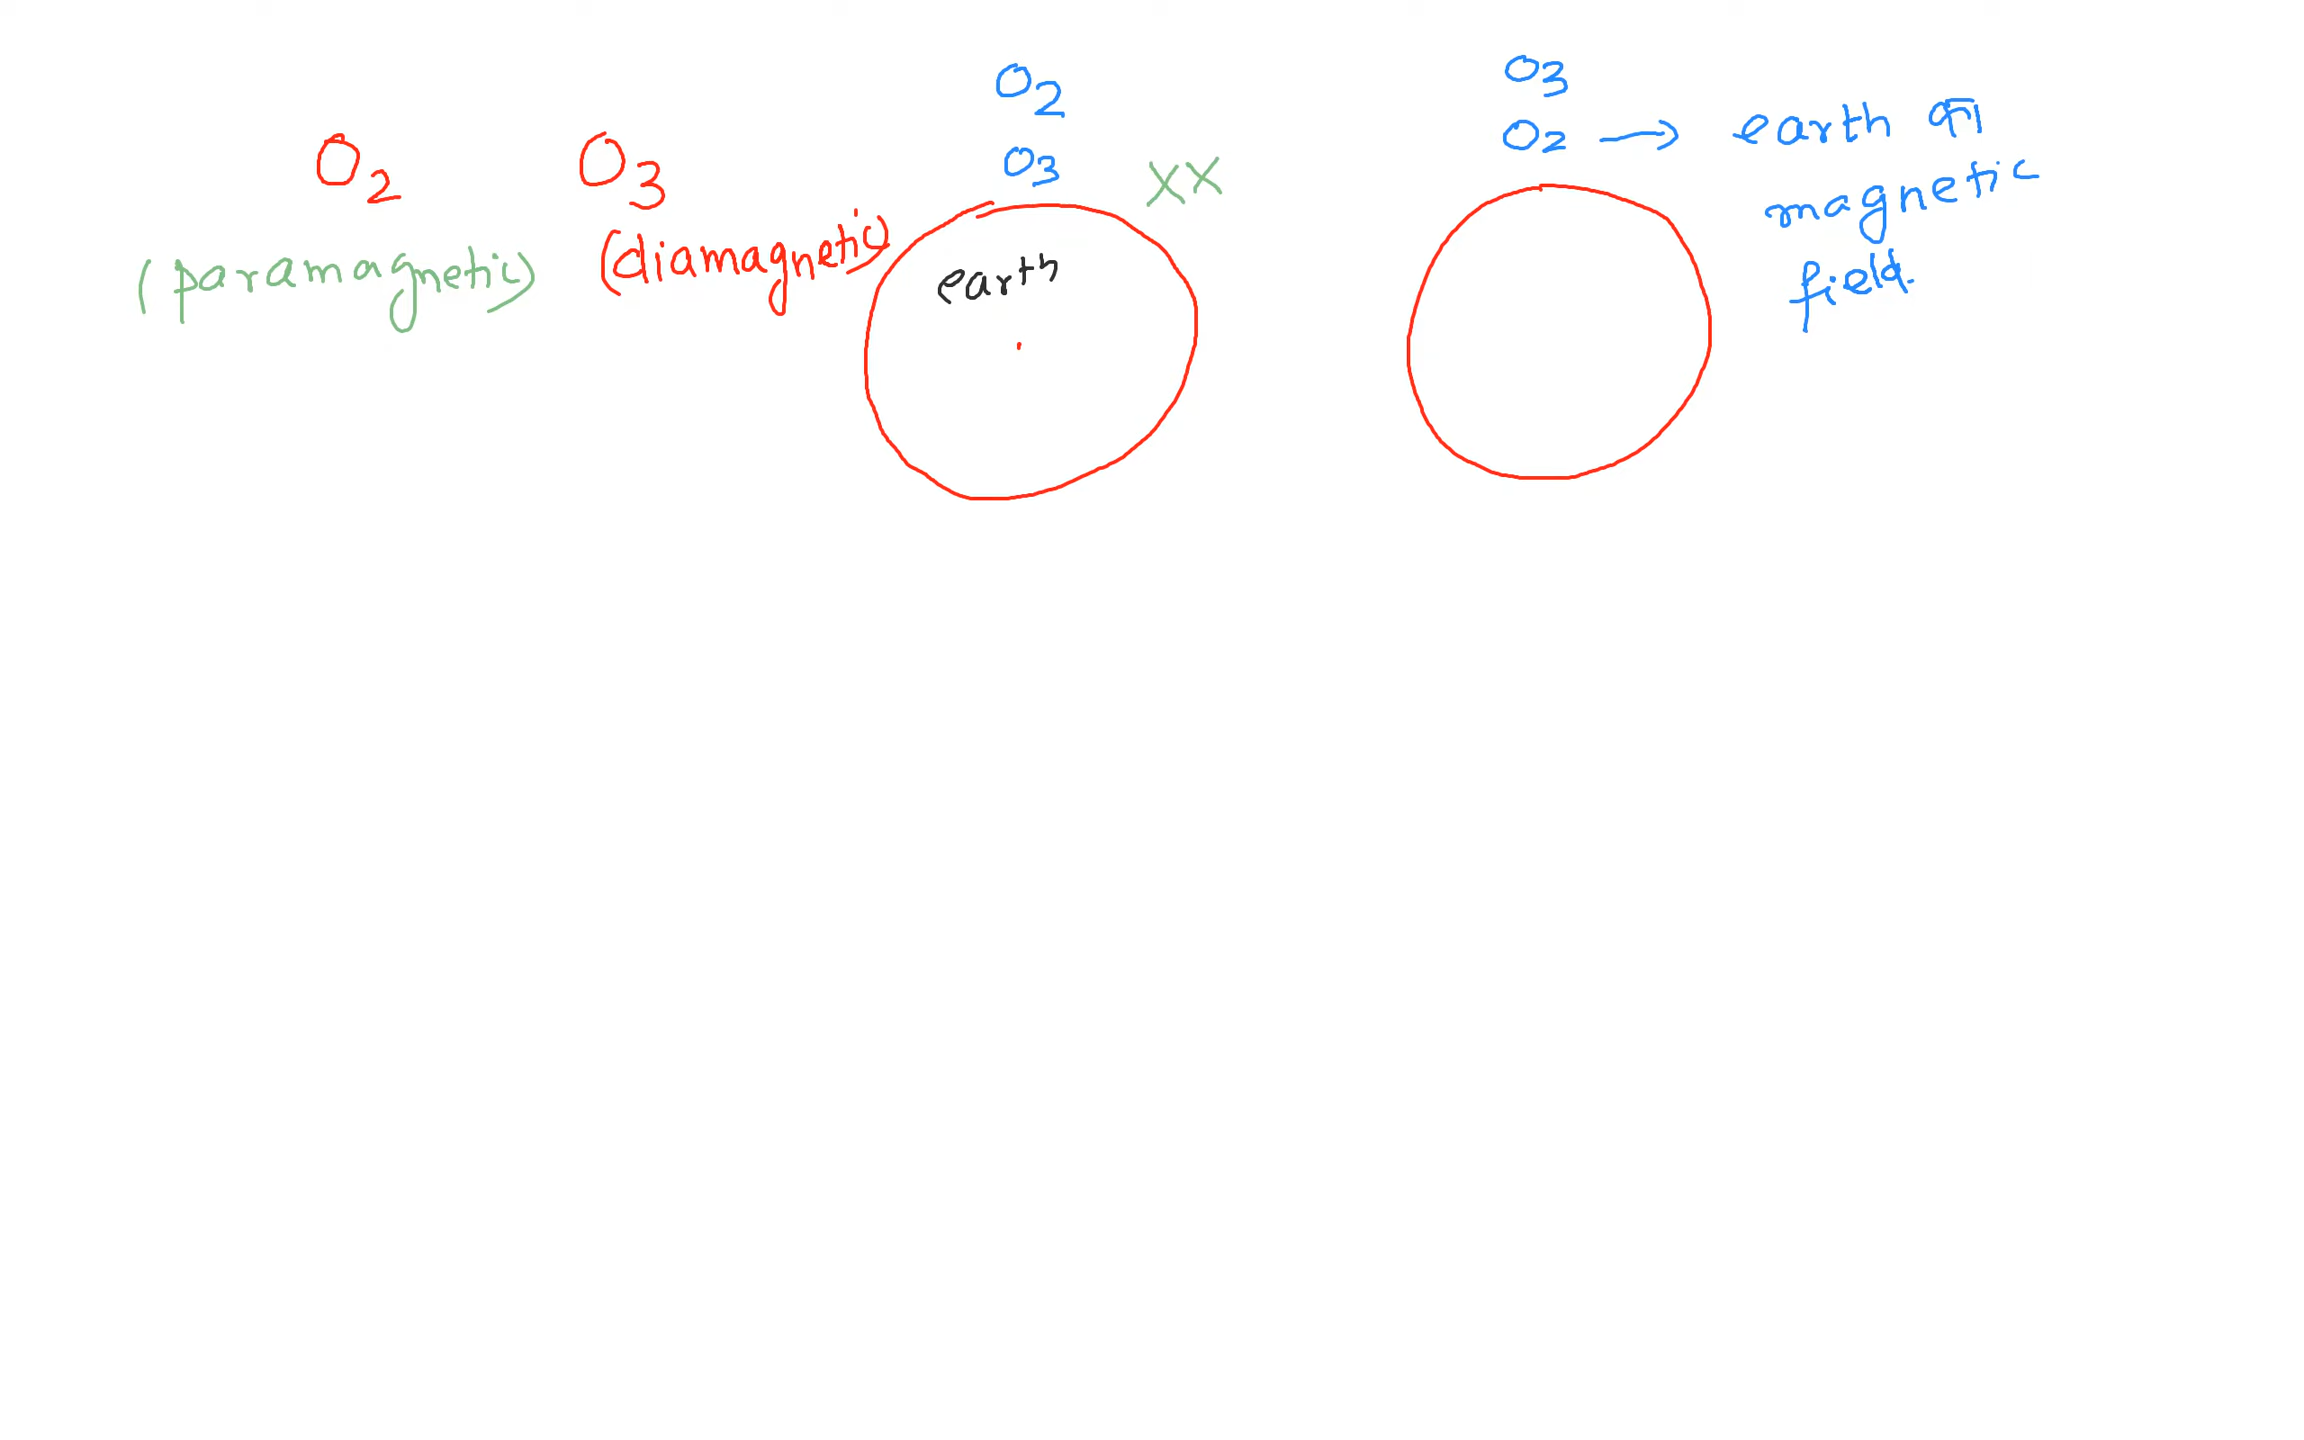 O2
(paramagnetic)
O3
(diamagnetic)
O2
O3
XX
earth
O3
O2 → earth का
magnetic
field.